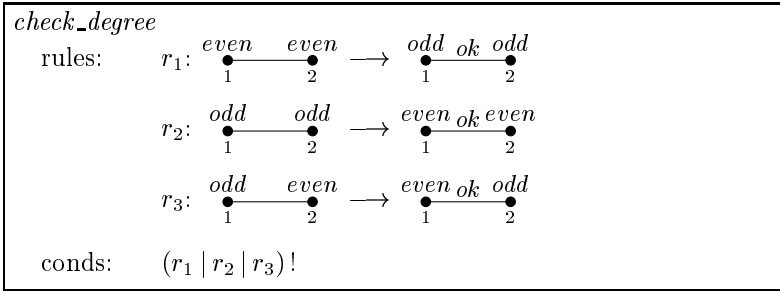 check_degree
rules: r1: even even ⟶ odd ok odd
1 2 1 2
r2: odd odd ⟶ even ok even
1 2 1 2
r3: odd even ⟶ even ok odd
1 2 1 2
conds: (r1 | r2 | r3) !